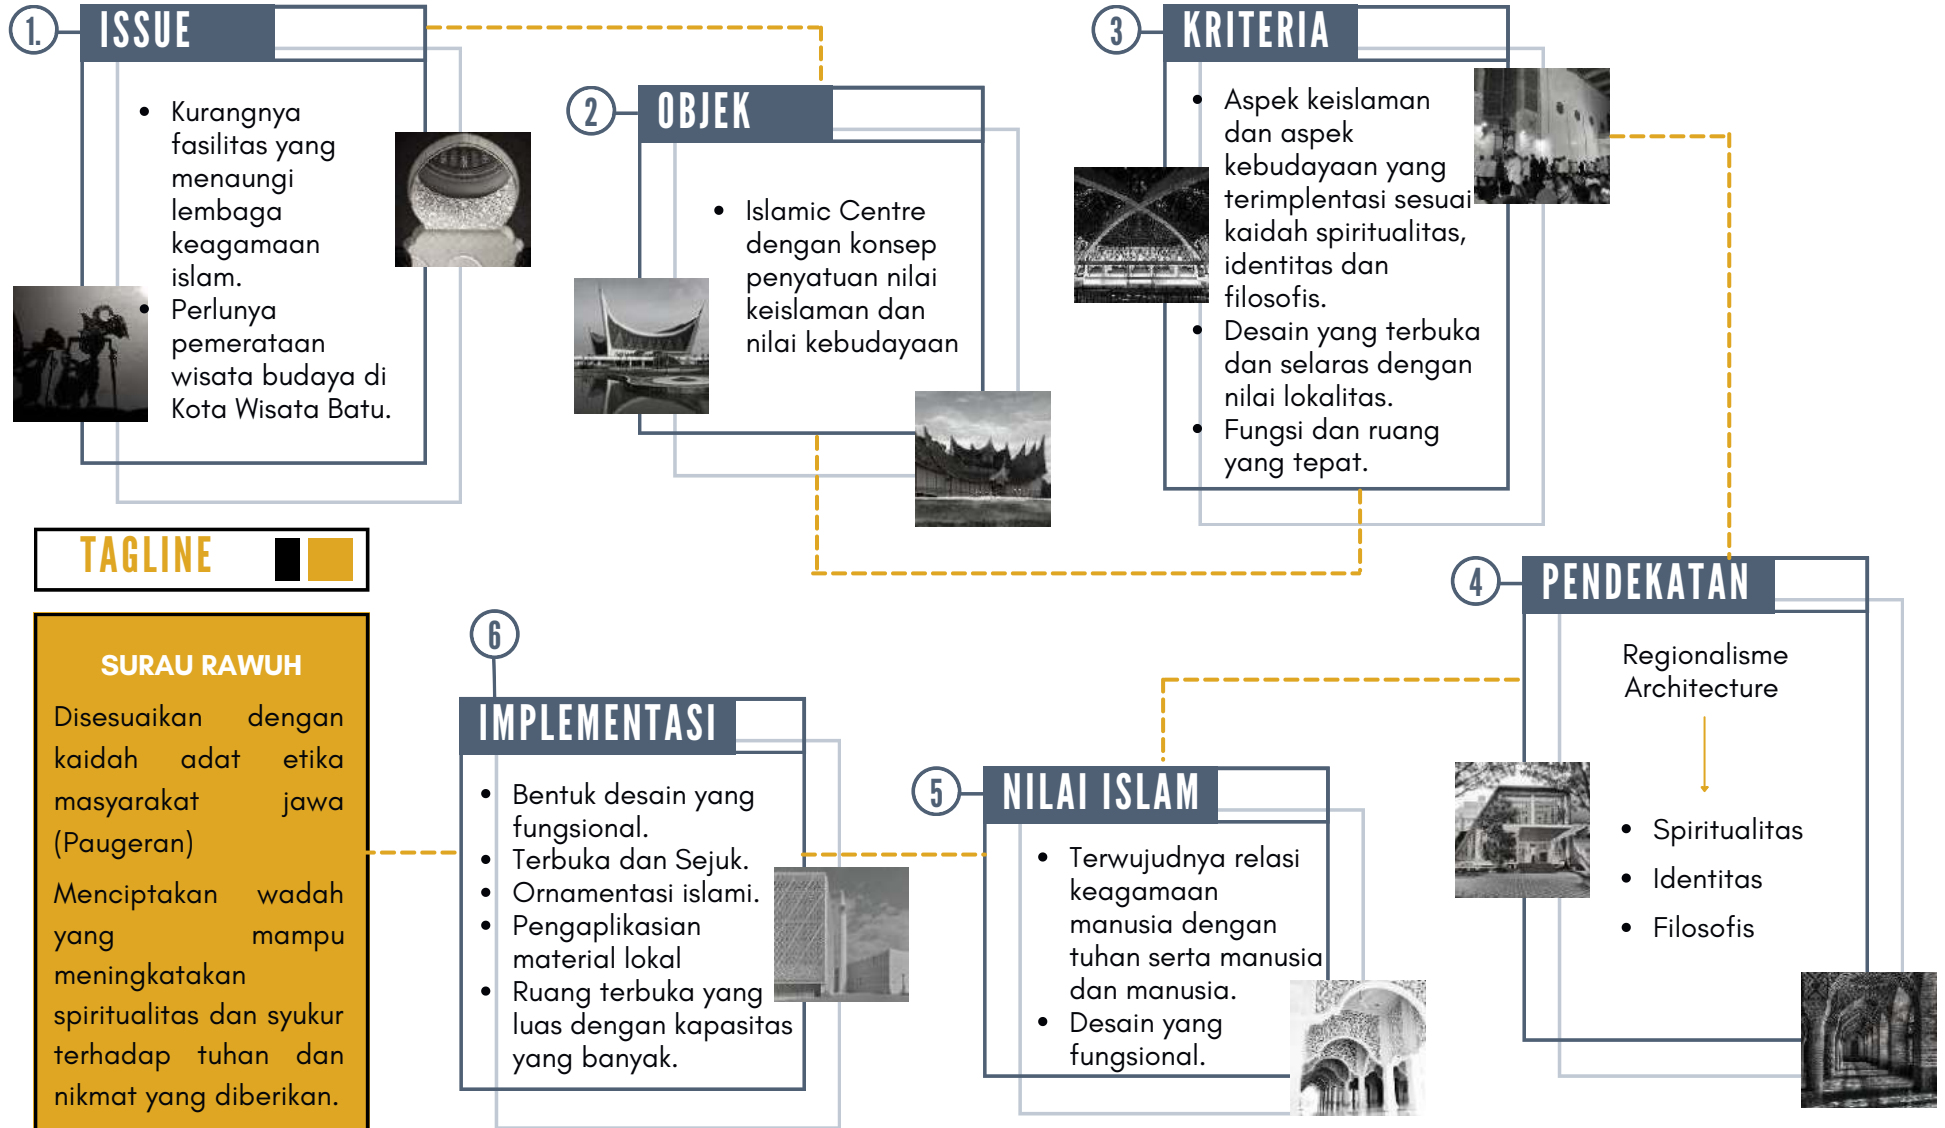 1.
ISSUE
Kurangnya
fasilitas yang
menaungi
lembaga
keagamaan
islam.
Perlunya
pemerataan
wisata budaya di
Kota Wisata Batu.
2
OBJEK
Islamic Centre
dengan konsep
penyatuan nilai
keislaman dan
nilai kebudayaan
3
KRITERIA
Aspek keislaman
dan aspek
kebudayaan yang
terimplentasi sesuai
kaidah spiritualitas,
identitas dan
filosofis.
Desain yang terbuka
dan selaras dengan
nilai lokalitas.
Fungsi dan ruang
yang tepat.
4
PENDEKATAN
Regionalisme
Architecture
Spiritualitas
Identitas
Filosofis
5
NILAI ISLAM
Terwujudnya relasi
keagamaan
manusia dengan
tuhan serta manusia
dan manusia.
Desain yang
fungsional.
6
IMPLEMENTASI
Bentuk desain yang
fungsional.
Terbuka dan Sejuk.
Ornamentasi islami.
Pengaplikasian
material lokal
Ruang terbuka yang
luas dengan kapasitas
yang banyak.
TAGLINE
SURAU RAWUH
Disesuaikan dengan
kaidah adat etika
masyarakat jawa
(Paugeran)
Menciptakan wadah
yang mampu
meningkatakan
spiritualitas dan syukur
terhadap tuhan dan
nikmat yang diberikan.